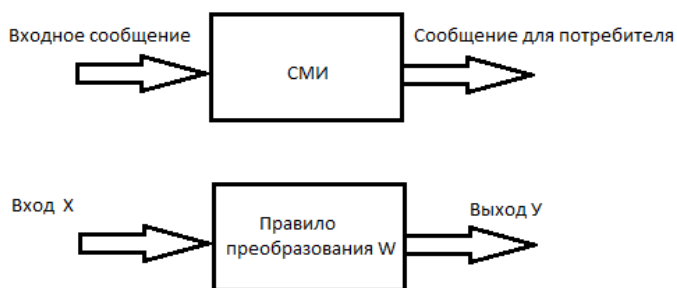 Входное сообщение
Сообщение для потребителя
СМИ
Вход X
Правило
преобразования W
Выход У